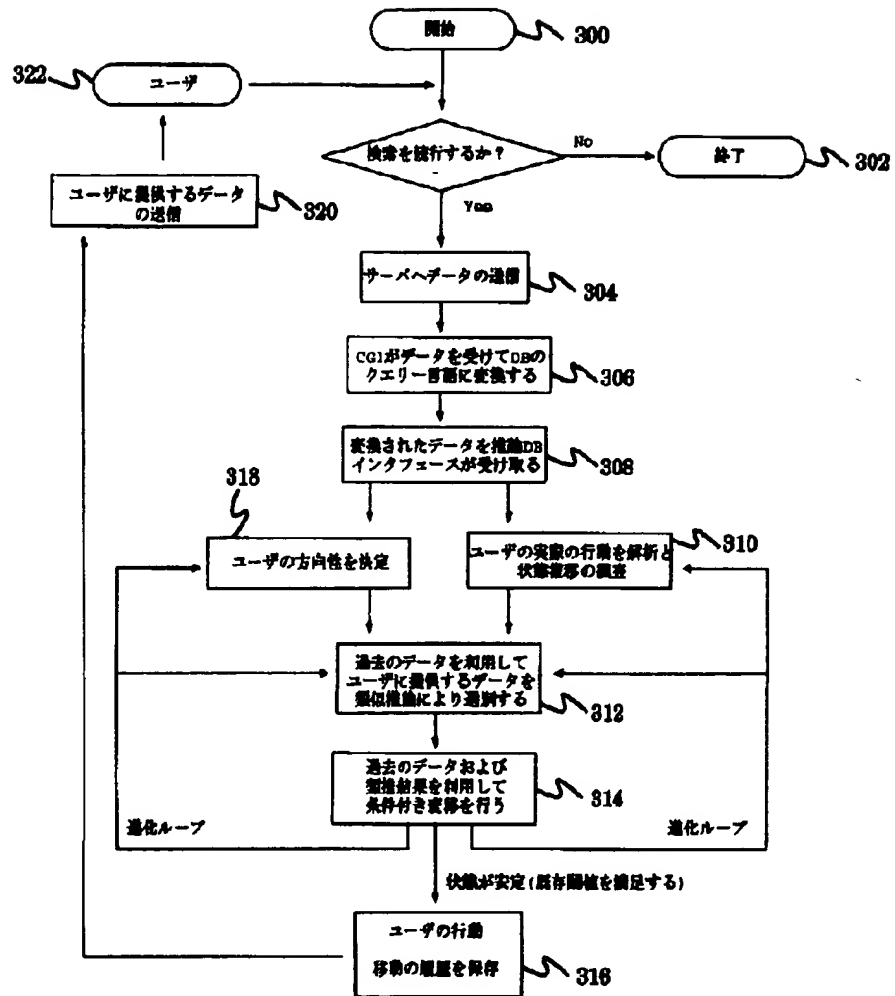 開始
300
322
ユーザ
検索を続行するか？
No
終了
302
Yes
ユーザに提供するデータ
の送信
320
サーバへデータの送信
304
CGIがデータを受けてDBの
クエリー言語に変換する
306
変換されたデータを推論DB
インタフェースが受け取る
308
318
ユーザの方向性を決定
ユーザの実際の行動を解析と
状態推移の調査
310
過去のデータを利用して
ユーザに提供するデータを
類似推論により選別する
312
過去のデータおよび
類推結果を利用して
条件付き変移を行う
314
進化ループ
進化ループ
状態が安定(既存閾値を満足する)
ユーザの行動
移動の履歴を保存
316